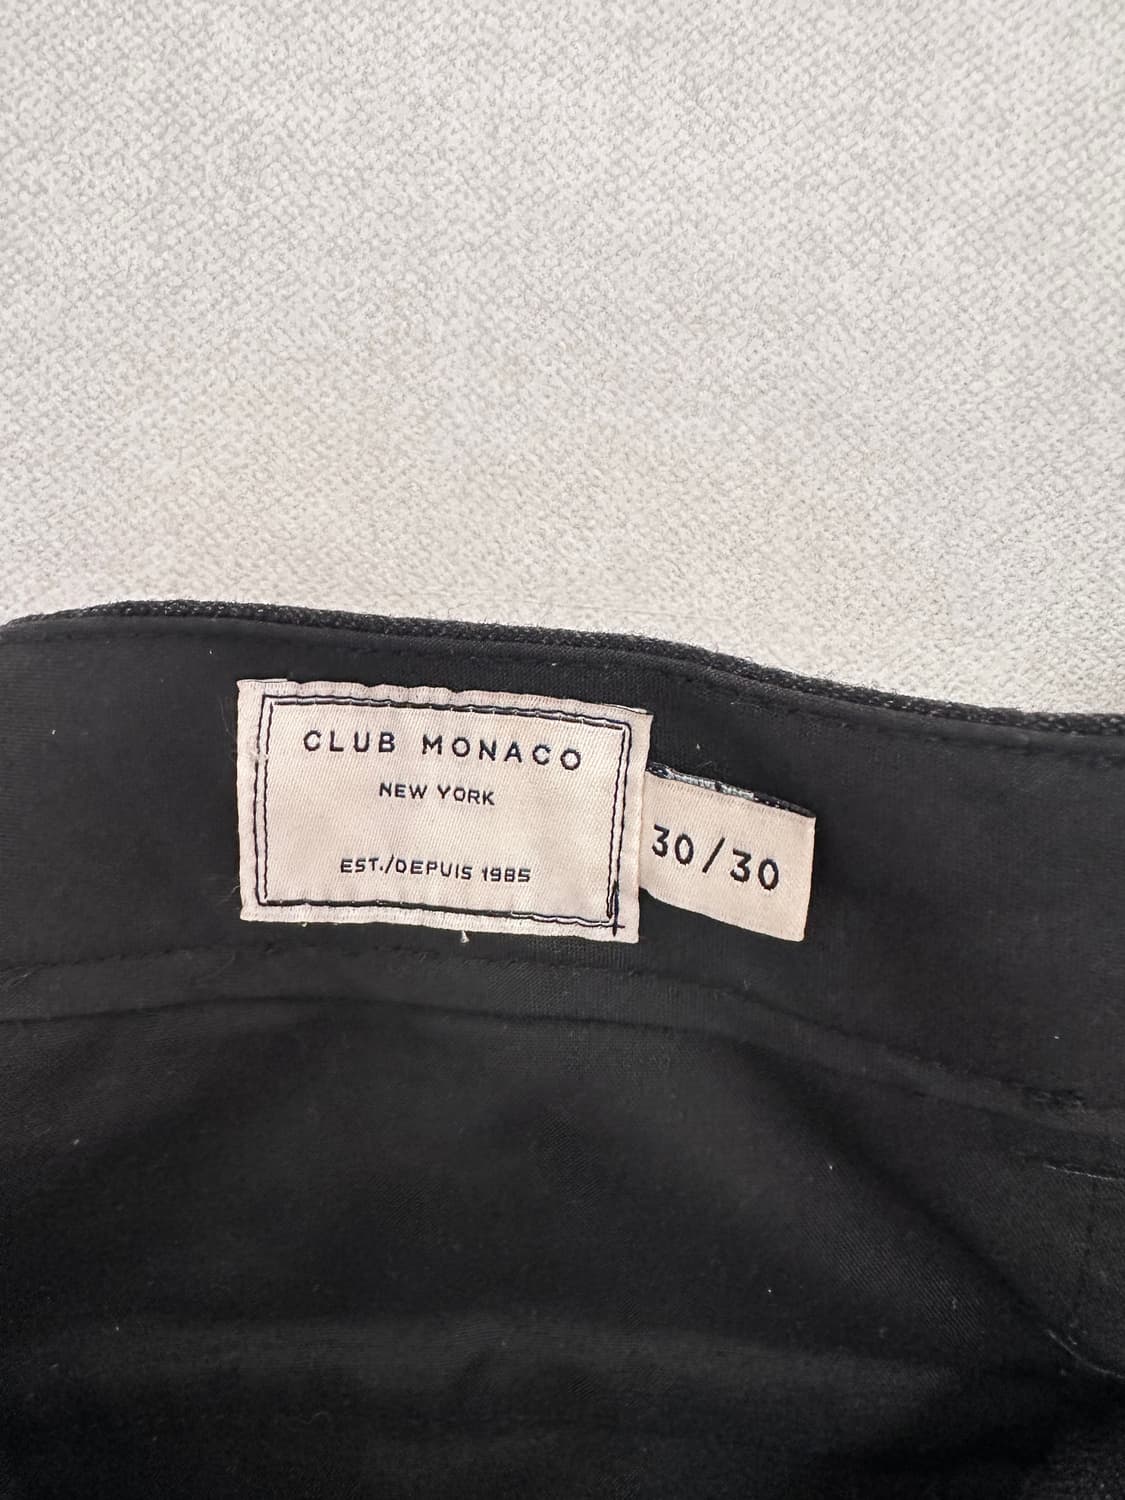 CLUB MONACO
NEW YORK
EST./DEPUIS 1985
30/30